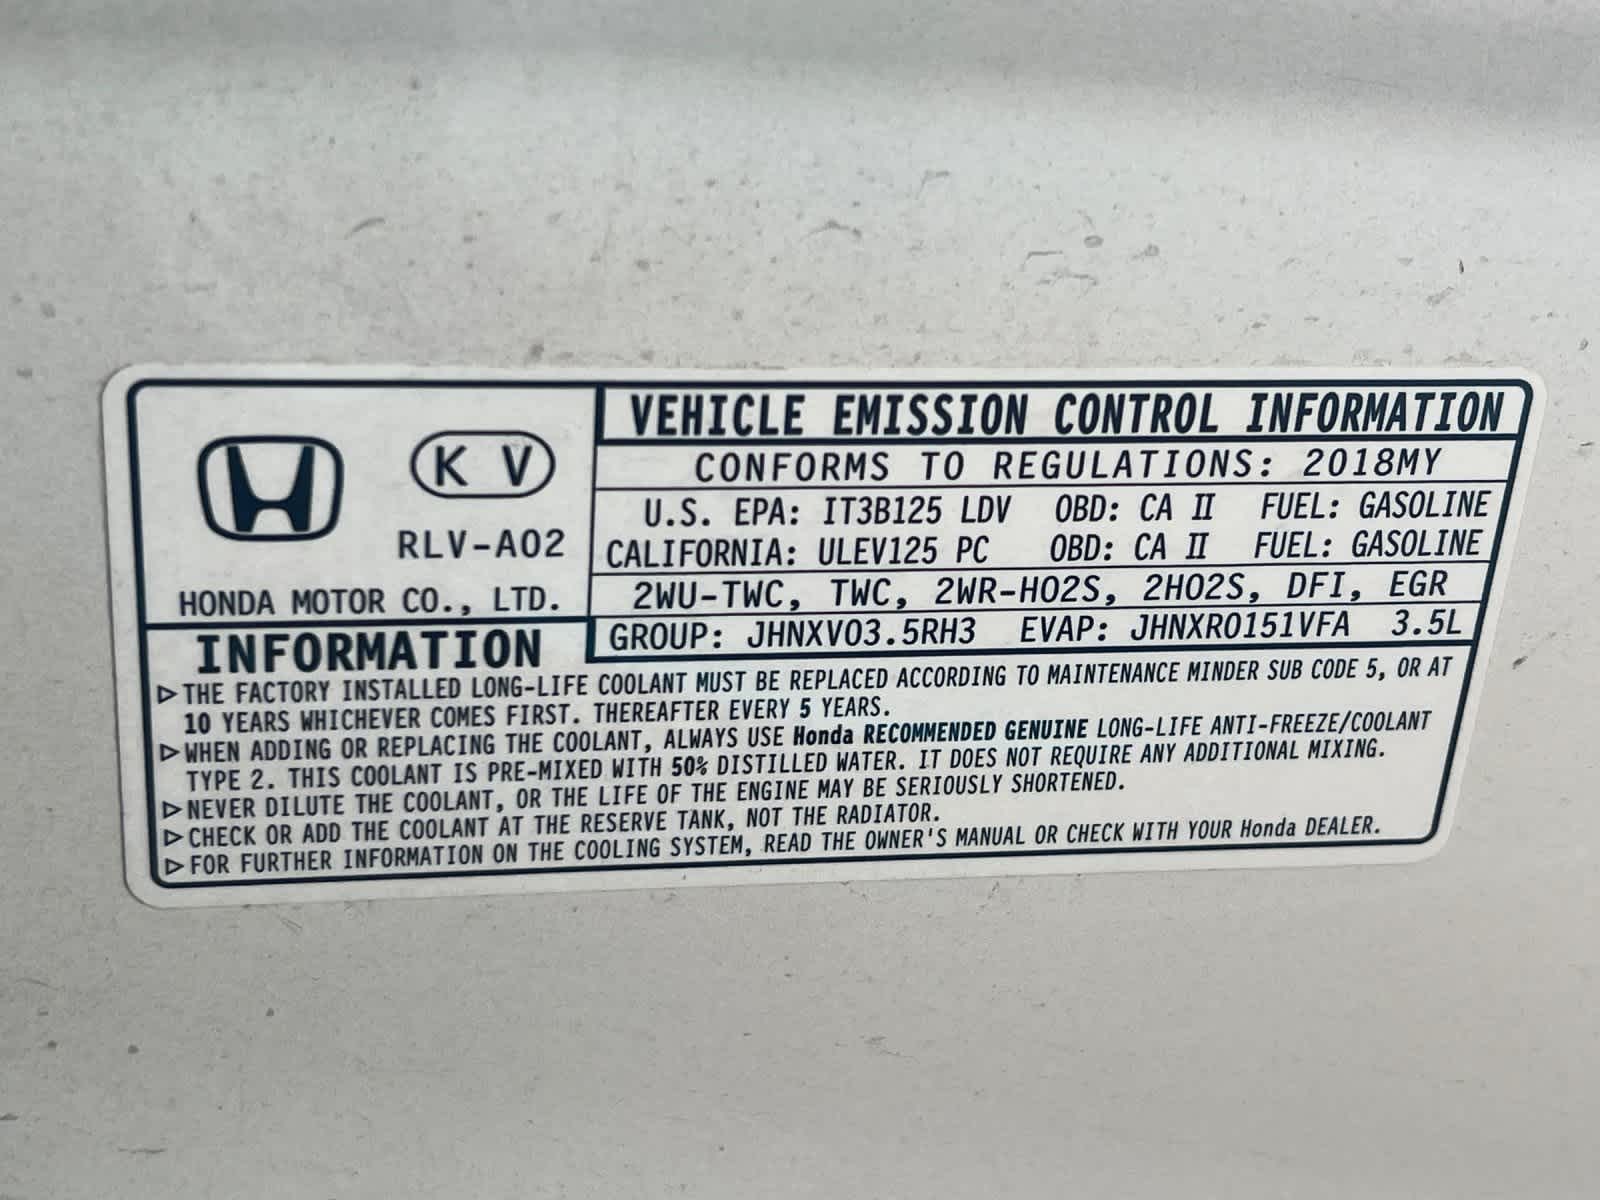 K V
RLV-A02
HONDA MOTOR CO., LTD.
VEHICLE EMISSION CONTROL INFORMATION
CONFORMS TO REGULATIONS: 2018MY
U.S. EPA: IT3B125 LDV OBD: CA II FUEL: GASOLINE
CALIFORNIA: ULEV125 PC OBD: CA II FUEL: GASOLINE
2WU-TWC, TWC, 2WR-HO2S, 2HO2S, DFI, EGR
GROUP: JHNXV03.5RH3 EVAP: JHNXR0151VFA 3.5L
INFORMATION
▷THE FACTORY INSTALLED LONG-LIFE COOLANT MUST BE REPLACED ACCORDING TO MAINTENANCE MINDER SUB CODE 5, OR AT
10 YEARS WHICHEVER COMES FIRST. THEREAFTER EVERY 5 YEARS.
▷WHEN ADDING OR REPLACING THE COOLANT, ALWAYS USE Honda RECOMMENDED GENUINE LONG-LIFE ANTI-FREEZE/COOLANT
TYPE 2. THIS COOLANT IS PRE-MIXED WITH 50% DISTILLED WATER. IT DOES NOT REQUIRE ANY ADDITIONAL MIXING.
▷NEVER DILUTE THE COOLANT, OR THE LIFE OF THE ENGINE MAY BE SERIOUSLY SHORTENED.
▷CHECK OR ADD THE COOLANT AT THE RESERVE TANK, NOT THE RADIATOR.
▷FOR FURTHER INFORMATION ON THE COOLING SYSTEM, READ THE OWNER'S MANUAL OR CHECK WITH YOUR Honda DEALER.